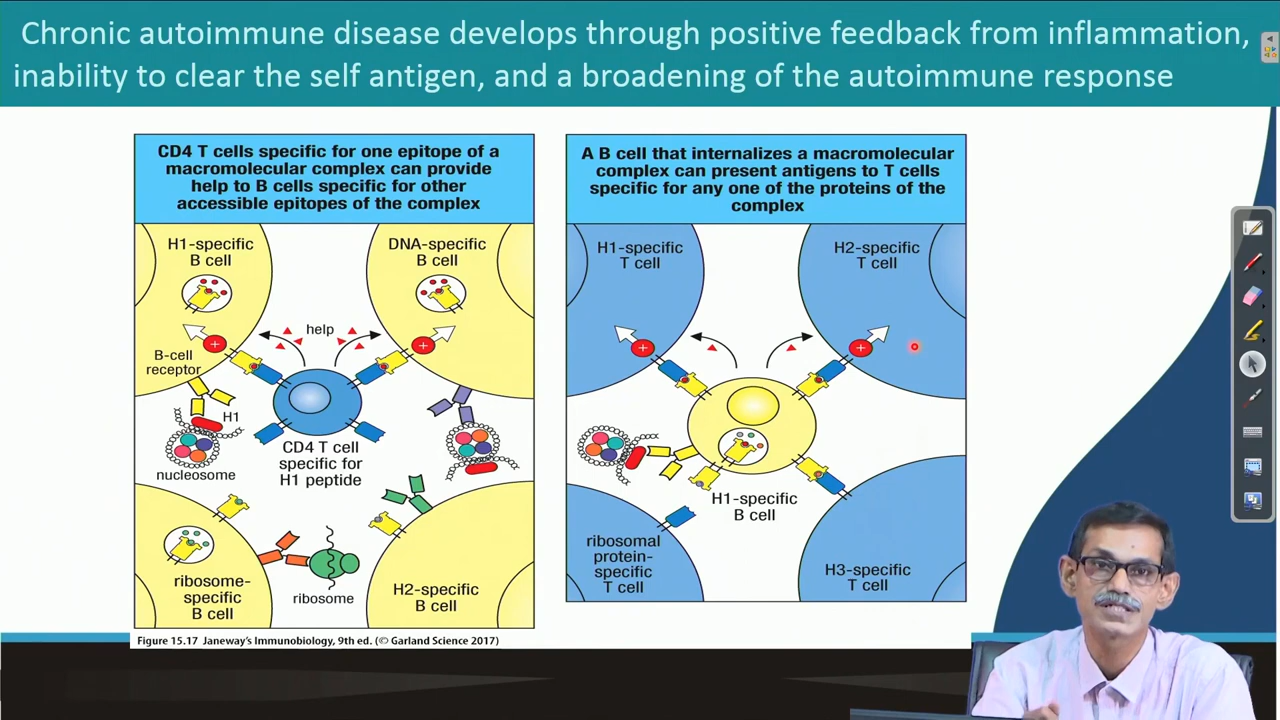 Chronic autoimmune disease develops through positive feedback from inflammation,
inability to clear the self antigen, and a broadening of the autoimmune response
CD4 T cells specific for one epitope of a
macromolecular complex can provide
help to B cells specific for other
accessible epitopes of the complex
H1-specific
B cell
DNA-specific
B cell
help
B-cell
receptor
H1
nucleosome
CD4 T cell
specific for
H1 peptide
ribosome-
specific
B cell
ribosome
H2-specific
B cell
A B cell that internalizes a macromolecular
complex can present antigens to T cells
specific for any one of the proteins of the
complex
H1-specific
T cell
H2-specific
T cell
H1-specific
B cell
ribosomal
protein-
specific
T cell
H3-specific
T cell
Figure 15.17 Janeway's Immunobiology, 9th ed. (© Garland Science 2017)